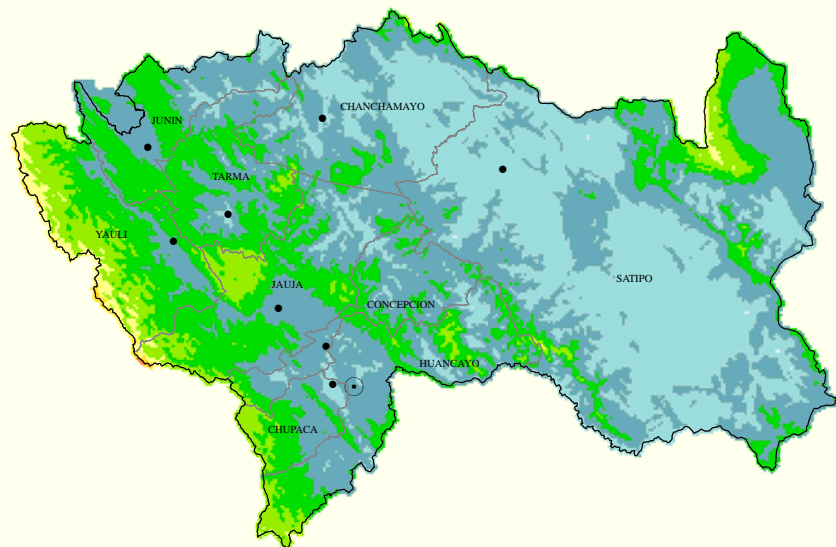 CHANCHAMAYO
JUNIN
TARMA
YAULI
SATIPO
JAUJA
CONCEPCION
HUANCAYO
CHUPACA